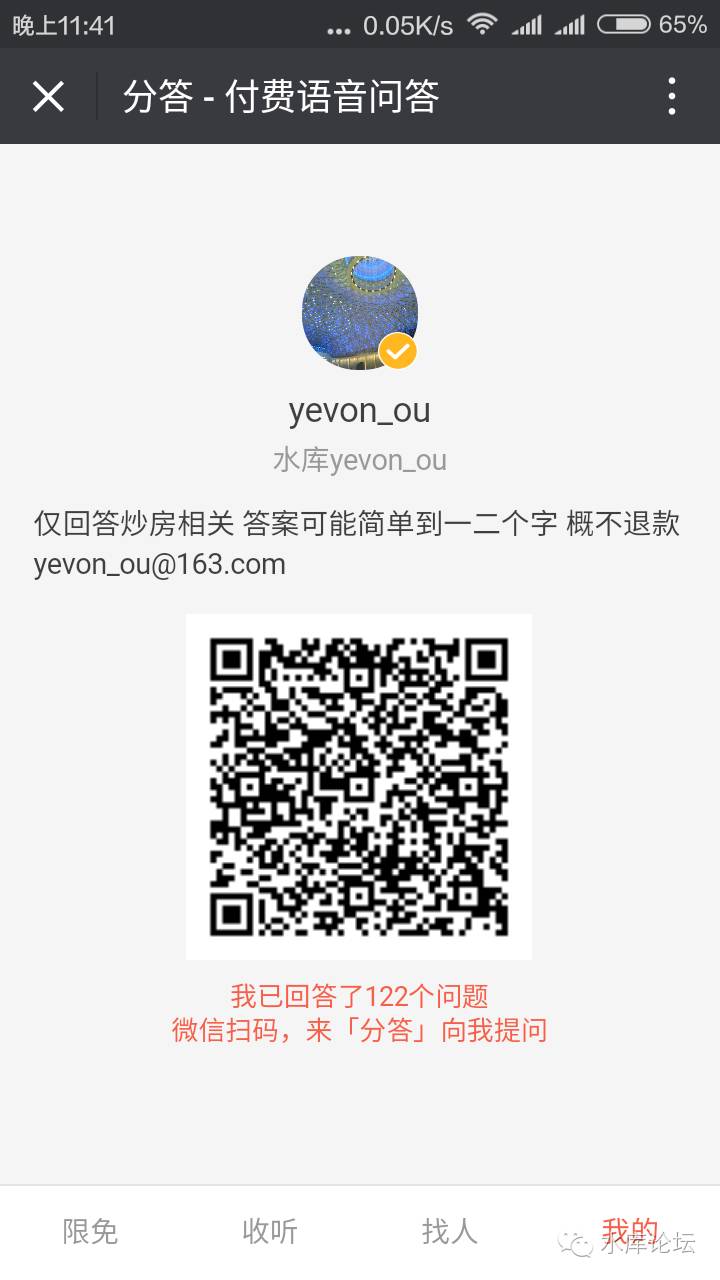 晚上11:41 ... 0.05K/s 65%
分答 - 付费语音问答
yevon_ou
水库yevon_ou
仅回答炒房相关 答案可能简单到一二个字 概不退款
yevon_ou@163.com
我已回答了122个问题
微信扫码，来「分答」向我提问
限免 收听 找人 我的
水库论坛